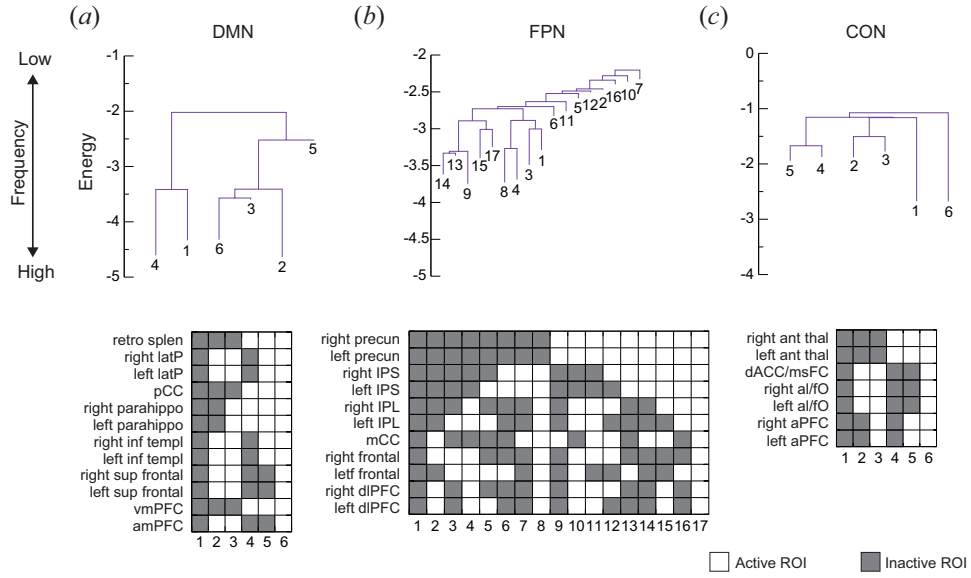 (a) (b) (c)
DMN FPN CON
Low
Frequency
High
Energy
-1
-2
-3
-4
-5
4 1 6 3 2 5
-2
-2.5
-3
-3.5
-4
-4.5
-5
14 13 9 15 17 8 4 3 1 6 11 5 12 2 16 10 7
0
-1
-2
-3
-4
5 4 2 3 1 6
retro splen
right latP
left latP
pCC
right parahippo
left parahippo
right inf templ
left inf templ
right sup frontal
left sup frontal
vmPFC
amPFC
1 2 3 4 5 6
right precun
left precun
right IPS
left IPS
right IPL
left IPL
mCC
right frontal
letf frontal
right dlPFC
left dlPFC
1 2 3 4 5 6 7 8 9 10 11 12 13 14 15 16 17
right ant thal
left ant thal
dACC/msFC
right aI/fO
left aI/fO
right aPFC
left aPFC
1 2 3 4 5 6
Active ROI Inactive ROI